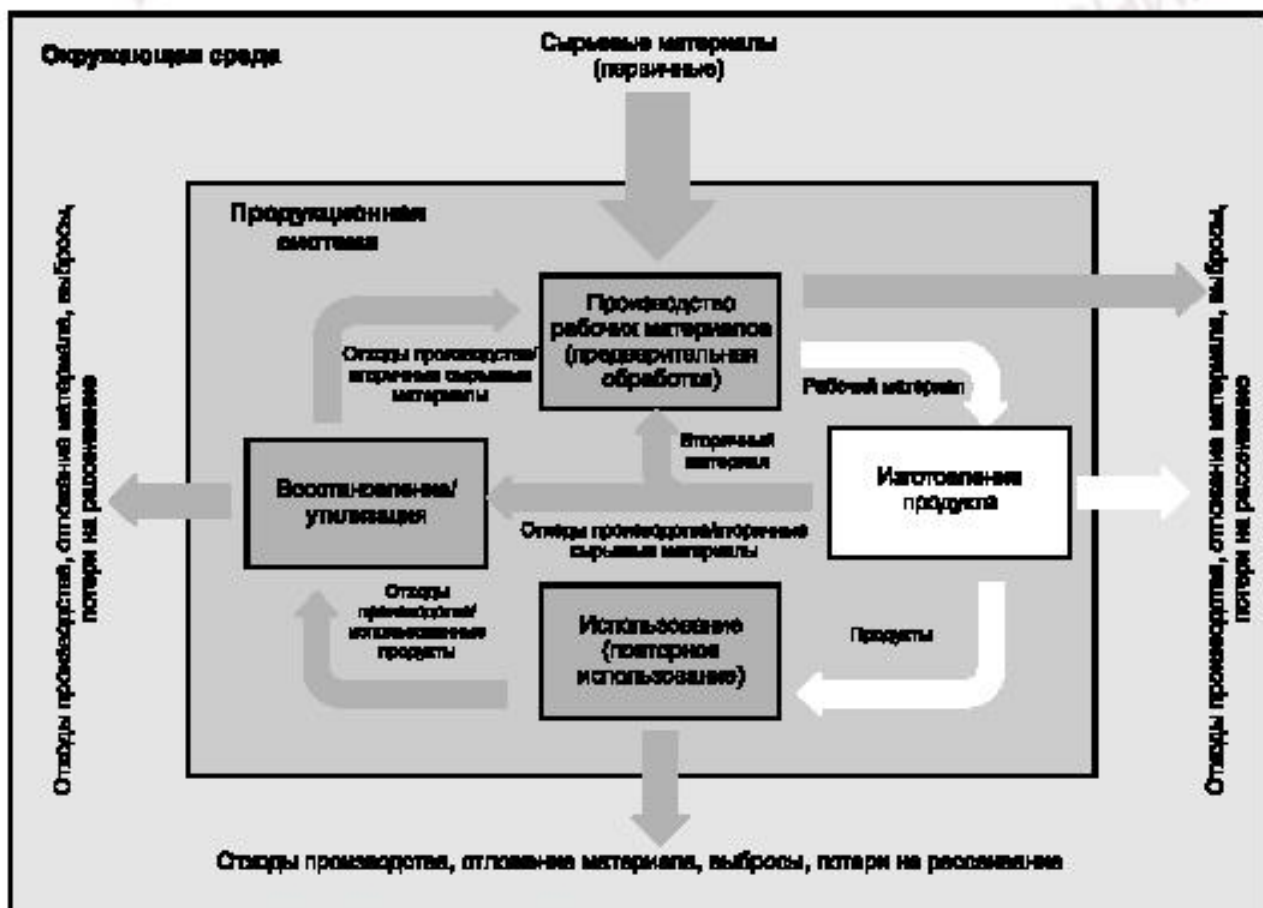 Окружающая среда
Сырьевые материалы
(первичные)
Продукционная
система
Производство
рабочих материалов
(предварительная
обработка)
Отходы производства/
вторичные сырьевые
материалы
Рабочий материал
Вторичный
материал
Восстановление/
утилизация
Изготовление
продукта
Отходы производства/вторичные
сырьевые материалы
Отходы
производства/
использованные
продукты
Использование
(повторное
использование)
Продукты
Отходы производства, отложение материала, выбросы,
потери на рассеивание
Отходы производства, отложение материала, выбросы,
потери на рассеивание
Отходы производства, отложение материала, выбросы, потери на рассеивание